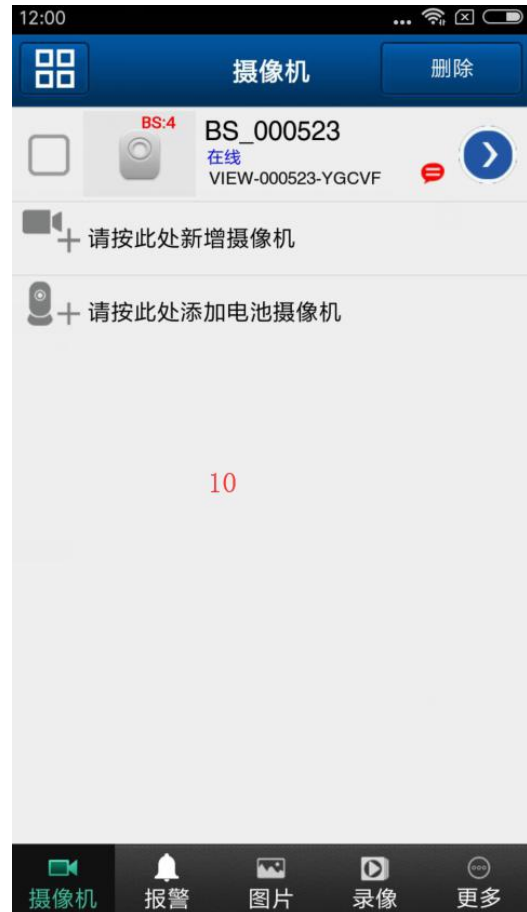 12:00
摄像机
删除
BS:4
BS_000523
在线
VIEW-000523-YGCVF
请按此处新增摄像机
请按此处添加电池摄像机
10
摄像机 报警 图片 录像 更多